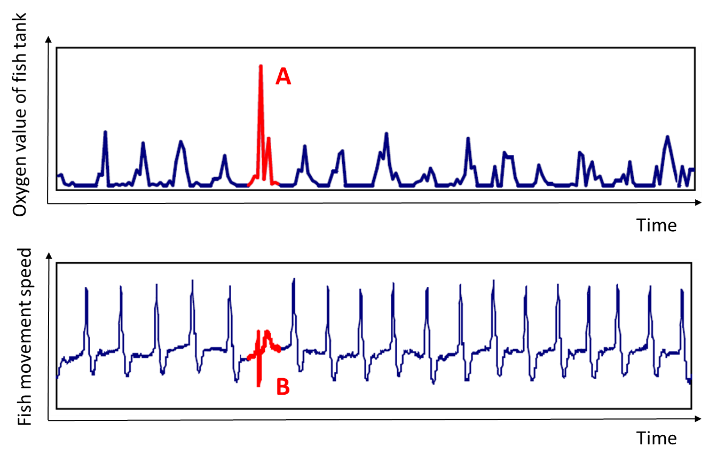 Oxygen value of fish tank
A
Time
Fish movement speed
B
Time